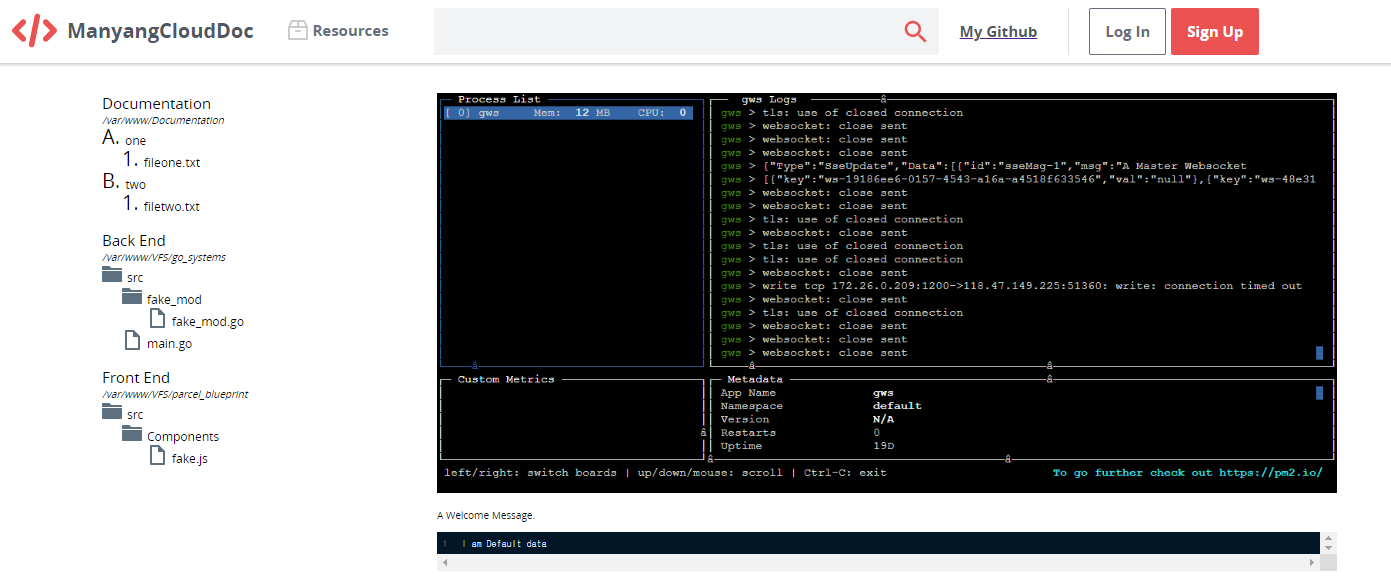 ManyangCloudDoc
Resources
My Github
Log In
Sign Up
Documentation
/var/www/Documentation
A. one
1. fileone.txt
B. two
1. filetwo.txt
Back End
/var/www/VFS/go_systems
src
fake_mod
fake_mod.go
main.go
Front End
/var/www/VFS/parcel_blueprint
src
Components
fake.js
Process List
[ 0] gws Mem: 12 MB CPU: 0
gws Logs
gws > tls: use of closed connection
gws > websocket: close sent
gws > websocket: close sent
gws > websocket: close sent
gws > {"Type":"SseUpdate","Data":[{"id":"sseMsg-1","msg":"A Master Websocket
gws > [{"key":"ws-19186ee6-0157-4543-a16a-a4518f633546","val":"null"},{"key":"ws-48e31
gws > websocket: close sent
gws > websocket: close sent
gws > tls: use of closed connection
gws > websocket: close sent
gws > tls: use of closed connection
gws > tls: use of closed connection
gws > websocket: close sent
gws > write tcp 172.26.0.209:1200->118.47.149.225:51360: write: connection timed out
gws > websocket: close sent
gws > tls: use of closed connection
gws > websocket: close sent
gws > websocket: close sent
gws > websocket: close sent
Custom Metrics
Metadata
App Name gws
Namespace default
Version N/A
Restarts 0
Uptime 19D
left/right: switch boards | up/down/mouse: scroll | Ctrl-C: exit To go further check out https://pm2.io/
A Welcome Message.
1 I am Default data